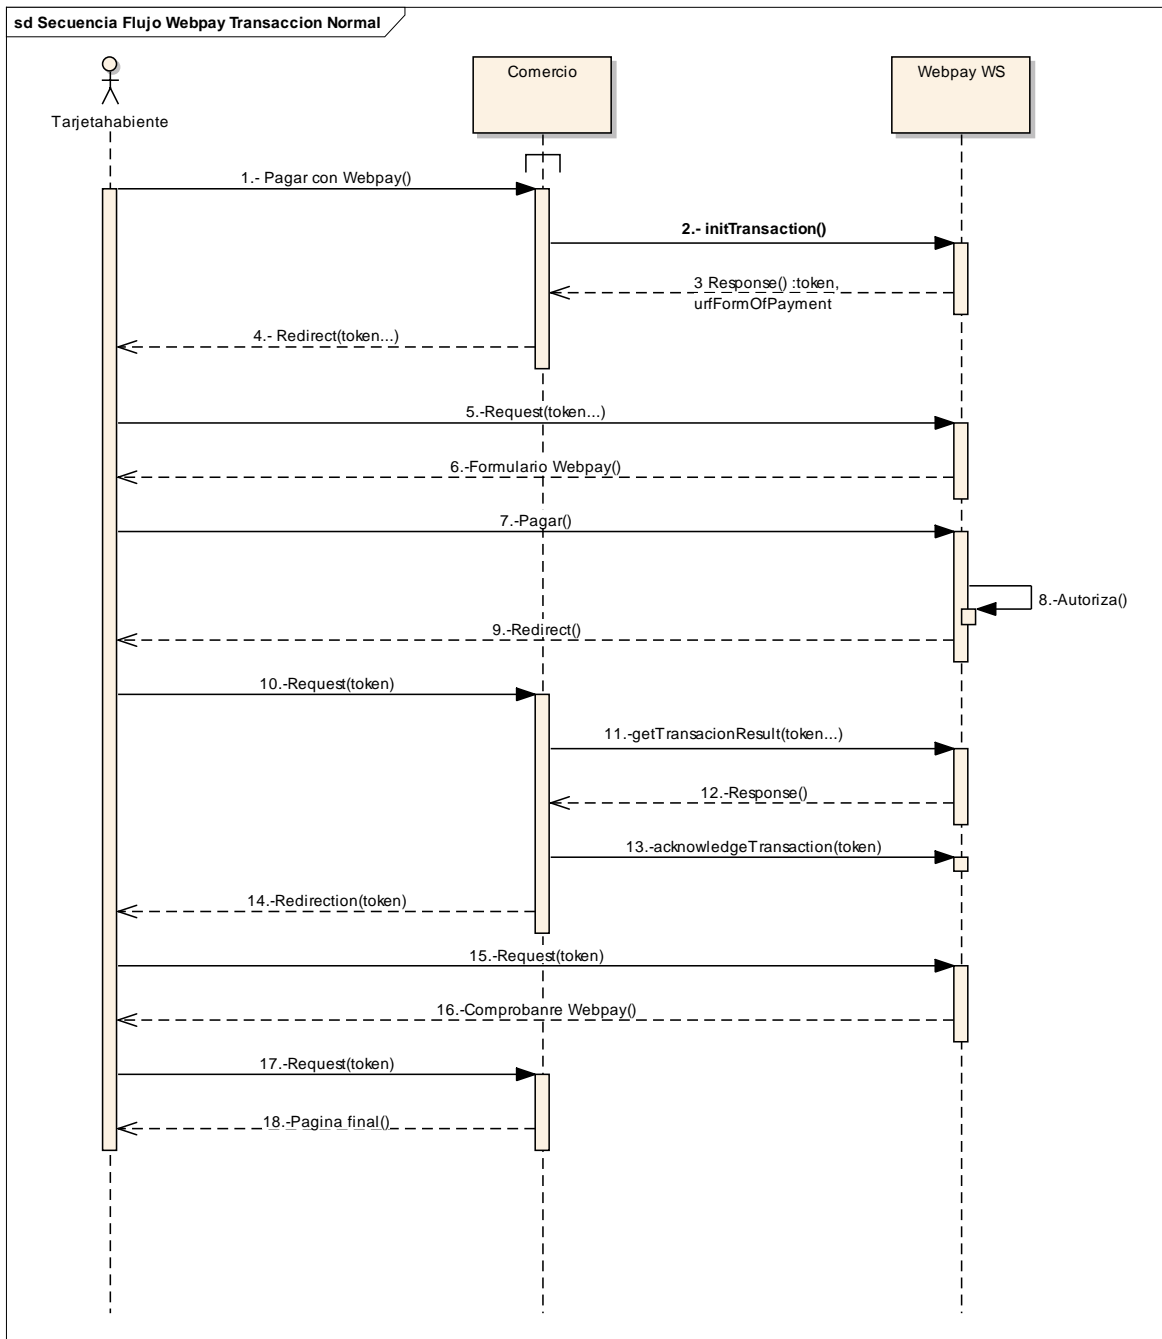 sd Secuencia Flujo Webpay Transaccion Normal
Tarjetahabiente
Comercio
Webpay WS
1.- Pagar con Webpay()
2.- initTransaction()
3 Response() :token,
urfFormOfPayment
4.- Redirect(token...)
5.-Request(token...)
6.-Formulario Webpay()
7.-Pagar()
8.-Autoriza()
9.-Redirect()
10.-Request(token)
11.-getTransacionResult(token...)
12.-Response()
13.-acknowledgeTransaction(token)
14.-Redirection(token)
15.-Request(token)
16.-Comprobanre Webpay()
17.-Request(token)
18.-Pagina final()